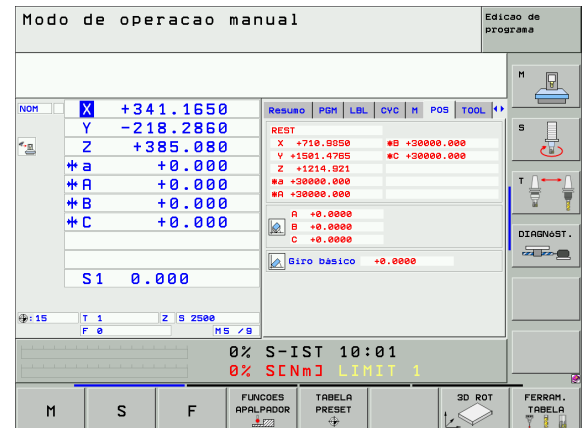 Modo de operacao manual
Edicao de
programa
M
NOM X +341.1650
Y -218.2860
Z +385.080
a +0.000
A +0.000
B +0.000
C +0.000
S1 0.000
Resumo PGM LBL CYC M POS TOOL
REST
X +710.9850 *B +30000.000
Y +1501.4765 *C +30000.000
Z +1214.921
*a +30000.000
*A +30000.000
A +0.0000
B +0.0000
C +0.0000
Giro básico +0.0000
:15 T 1 Z S 2500
F 0 M5 /9
S
T
DIAGNóST.
0% S-IST 10:01
0% S[Nm] LIMIT 1
M
S
F
FUNCOES
APALPADOR
TABELA
PRESET
3D ROT
FERRAM.
TABELA